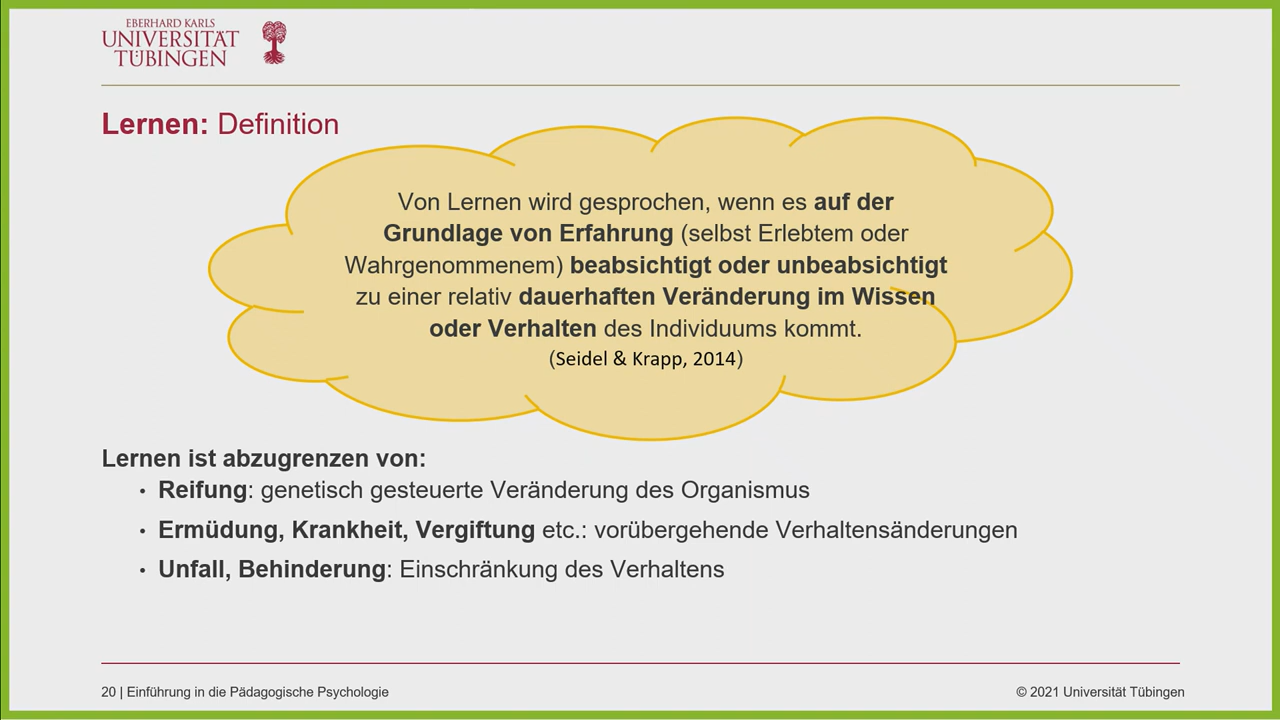 EBERHARD KARLS
UNIVERSITÄT
TÜBINGEN
Lernen: Definition
Von Lernen wird gesprochen, wenn es auf der
Grundlage von Erfahrung (selbst Erlebtem oder
Wahrgenommenem) beabsichtigt oder unbeabsichtigt
zu einer relativ dauerhaften Veränderung im Wissen
oder Verhalten des Individuums kommt.
(Seidel & Krapp, 2014)
Lernen ist abzugrenzen von:
• Reifung: genetisch gesteuerte Veränderung des Organismus
• Ermüdung, Krankheit, Vergiftung etc.: vorübergehende Verhaltensänderungen
• Unfall, Behinderung: Einschränkung des Verhaltens
20 | Einführung in die Pädagogische Psychologie
© 2021 Universität Tübingen